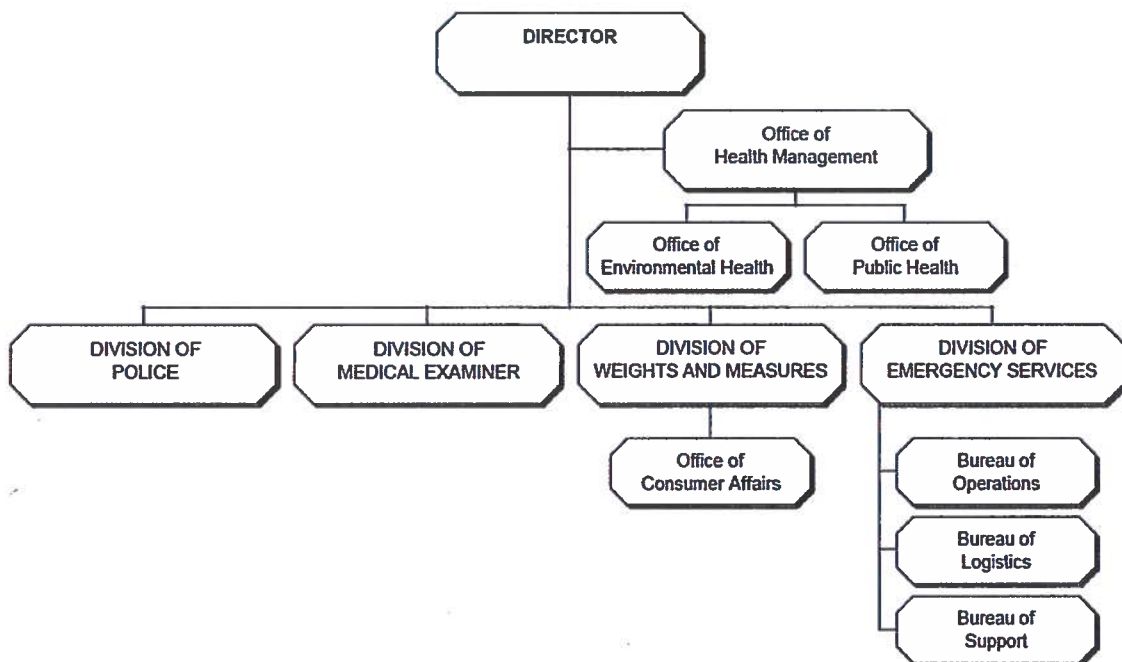 DIRECTOR
Office of
Health Management
Office of
Environmental Health
Office of
Public Health
DIVISION OF
POLICE
DIVISION OF
MEDICAL EXAMINER
DIVISION OF
WEIGHTS AND MEASURES
DIVISION OF
EMERGENCY SERVICES
Office of
Consumer Affairs
Bureau of
Operations
Bureau of
Logistics
Bureau of
Support